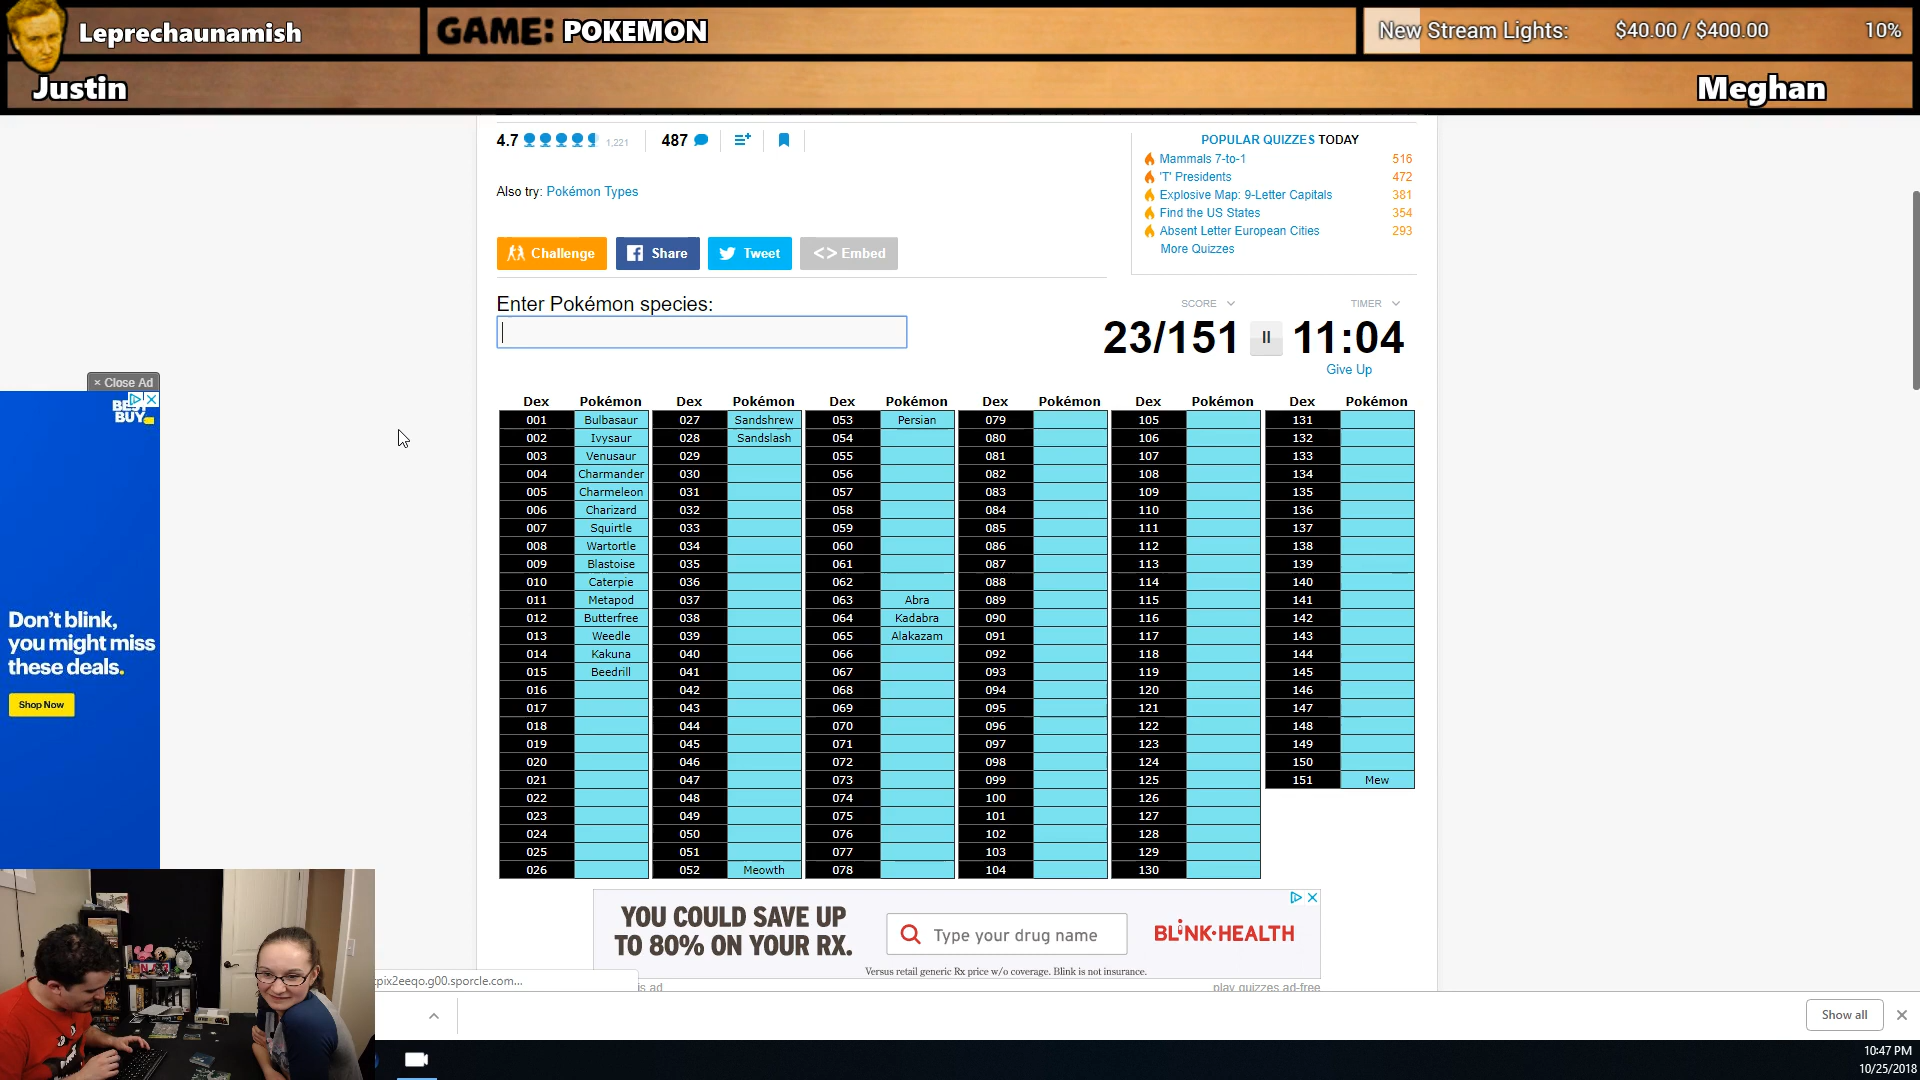 Leprechaunamish
GAME: POKEMON
New Stream Lights: $40.00 / $400.00 10%
Justin
Meghan
4.7 1,221 487
Also try: Pokémon Types
Challenge
Share
Tweet
<> Embed
POPULAR QUIZZES TODAY
Mammals 7-to-1 516
'T' Presidents 472
Explosive Map: 9-Letter Capitals 381
Find the US States 354
Absent Letter European Cities 293
More Quizzes
Enter Pokémon species:
SCORE TIMER
23/151 11:04
Give Up
Dex Pokémon Dex Pokémon Dex Pokémon Dex Pokémon Dex Pokémon Dex Pokémon
001 Bulbasaur 027 Sandshrew 053 Persian 079 105 131
002 Ivysaur 028 Sandslash 054 080 106 132
003 Venusaur 029 055 081 107 133
004 Charmander 030 056 082 108 134
005 Charmeleon 031 057 083 109 135
006 Charizard 032 058 084 110 136
007 Squirtle 033 059 085 111 137
008 Wartortle 034 060 086 112 138
009 Blastoise 035 061 087 113 139
010 Caterpie 036 062 088 114 140
011 Metapod 037 063 Abra 089 115 141
012 Butterfree 038 064 Kadabra 090 116 142
013 Weedle 039 065 Alakazam 091 117 143
014 Kakuna 040 066 092 118 144
015 Beedrill 041 067 093 119 145
016 042 068 094 120 146
017 043 069 095 121 147
018 044 070 096 122 148
019 045 071 097 123 149
020 046 072 098 124 150
021 047 073 099 125 151 Mew
022 048 074 100 126
023 049 075 101 127
024 050 076 102 128
025 051 077 103 129
026 052 Meowth 078 104 130
× Close Ad
BEST
BUY
Don't blink,
you might miss
these deals.
Shop Now
YOU COULD SAVE UP
TO 80% ON YOUR RX.
Type your drug name
BLINK·HEALTH
Versus retail generic Rx price w/o coverage. Blink is not insurance.
pix2eeqo.g00.sporcle.com...
is ad
play quizzes ad-free
Show all
10:47 PM
10/25/2018